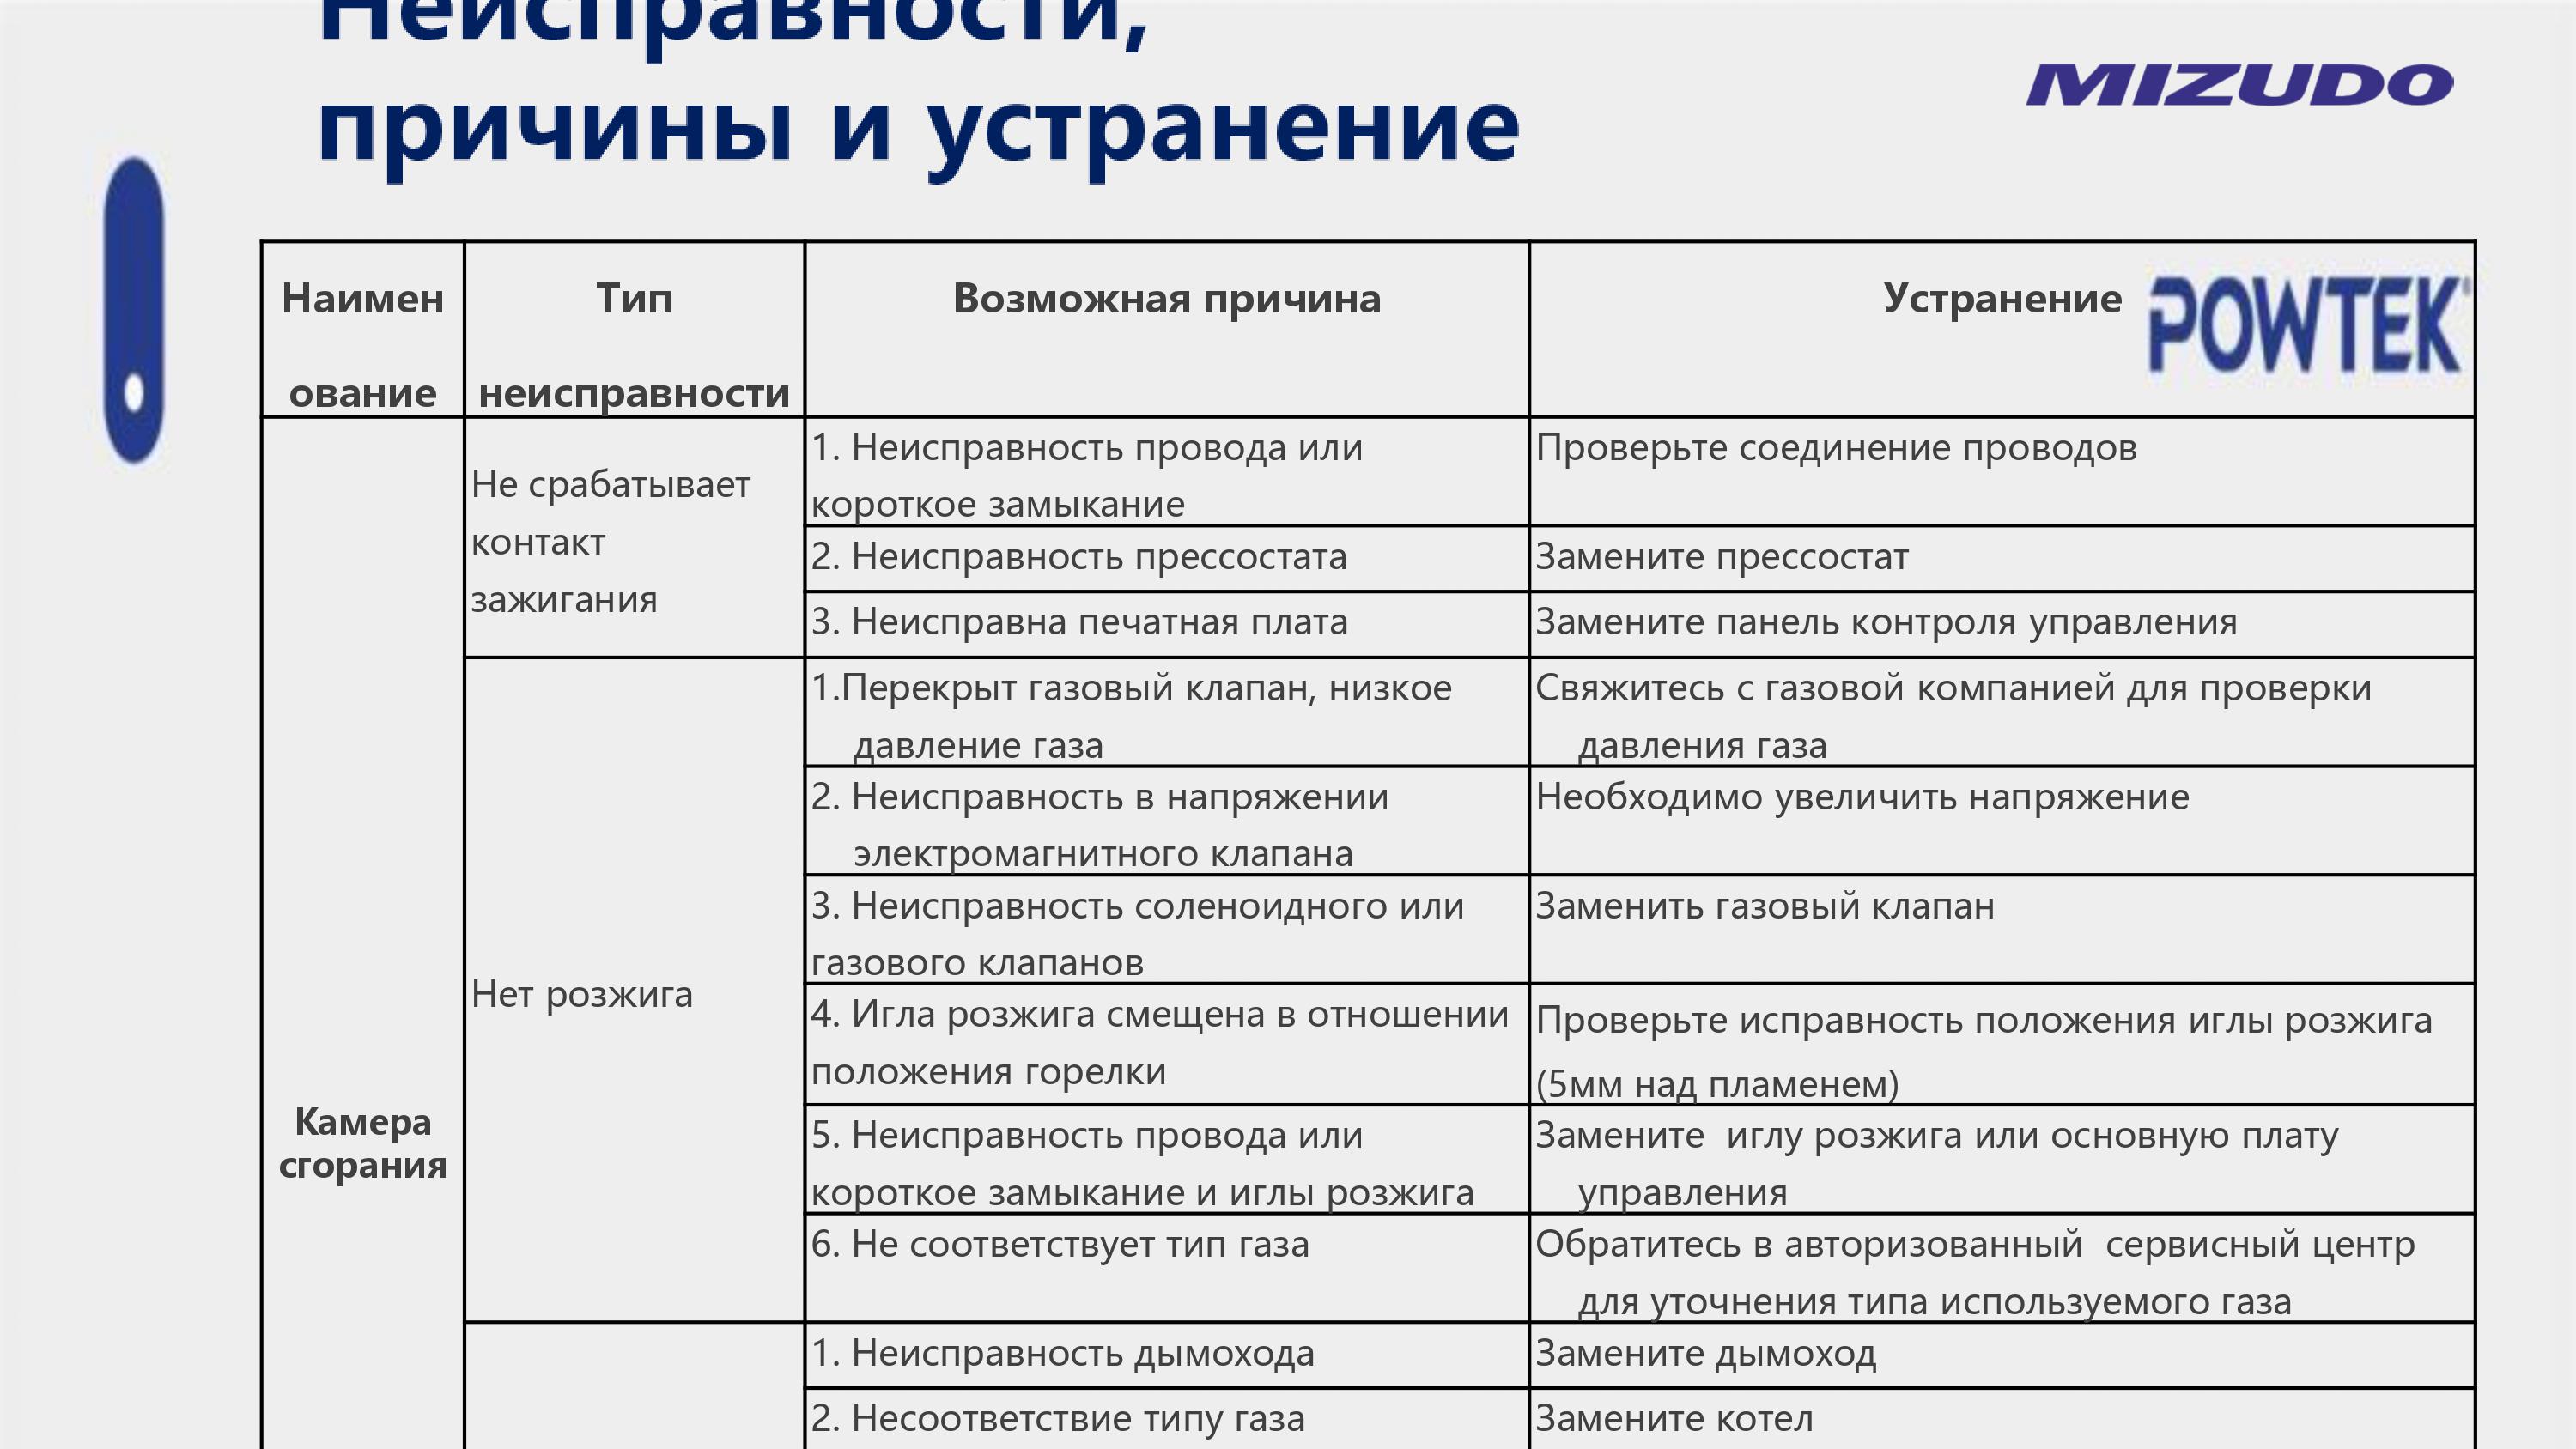 Неисправности,
причины и устранение
MIZUDO
Наимен
ование
Тип
неисправности
Возможная причина
Устранение
POWTEK
Камера
сгорания
Не срабатывает
контакт
зажигания
1. Неисправность провода или
короткое замыкание
Проверьте соединение проводов
2. Неисправность прессостата
Замените прессостат
3. Неисправна печатная плата
Замените панель контроля управления
Нет розжига
1.Перекрыт газовый клапан, низкое
давление газа
Свяжитесь с газовой компанией для проверки
давления газа
2. Неисправность в напряжении
электромагнитного клапана
Необходимо увеличить напряжение
3. Неисправность соленоидного или
газового клапанов
Заменить газовый клапан
4. Игла розжига смещена в отношении
положения горелки
Проверьте исправность положения иглы розжига
(5мм над пламенем)
5. Неисправность провода или
короткое замыкание и иглы розжига
Замените иглу розжига или основную плату
управления
6. Не соответствует тип газа
Обратитесь в авторизованный сервисный центр
для уточнения типа используемого газа
1. Неисправность дымохода
Замените дымоход
2. Несоответствие типу газа
Замените котел